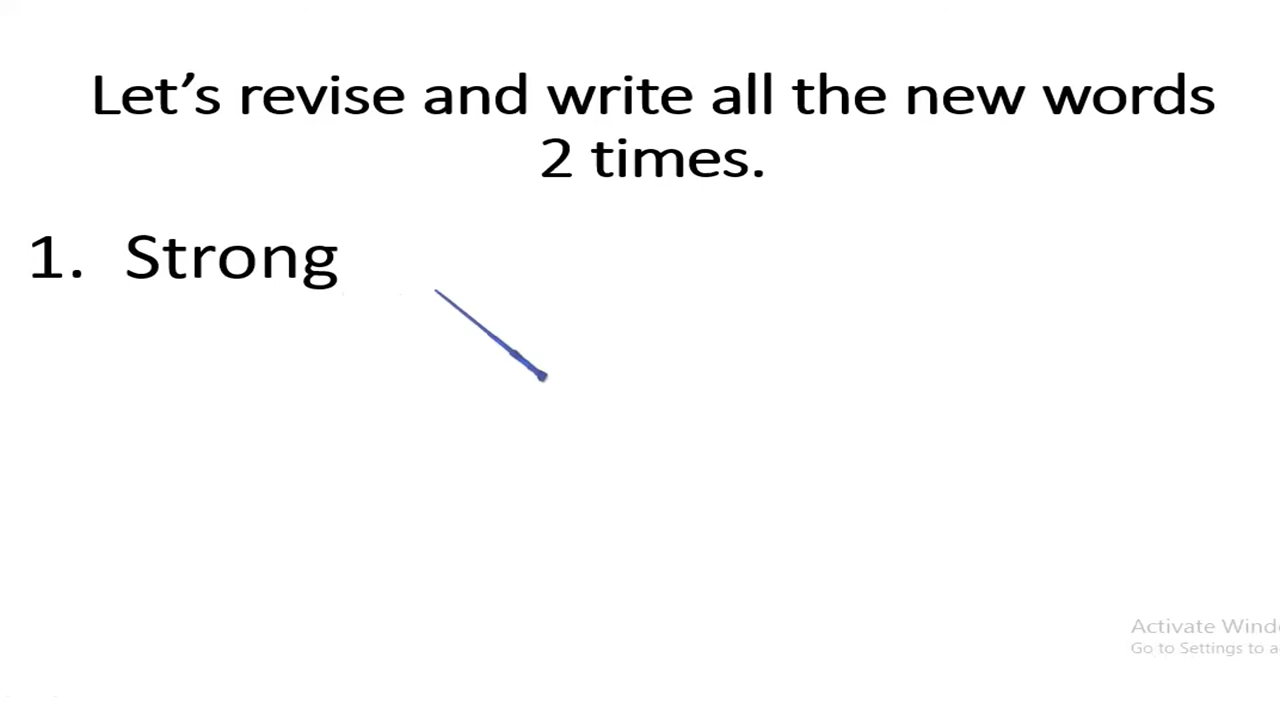 Let’s revise and write all the new words
2 times.
1. Strong
Activate Wind
Go to Settings to a